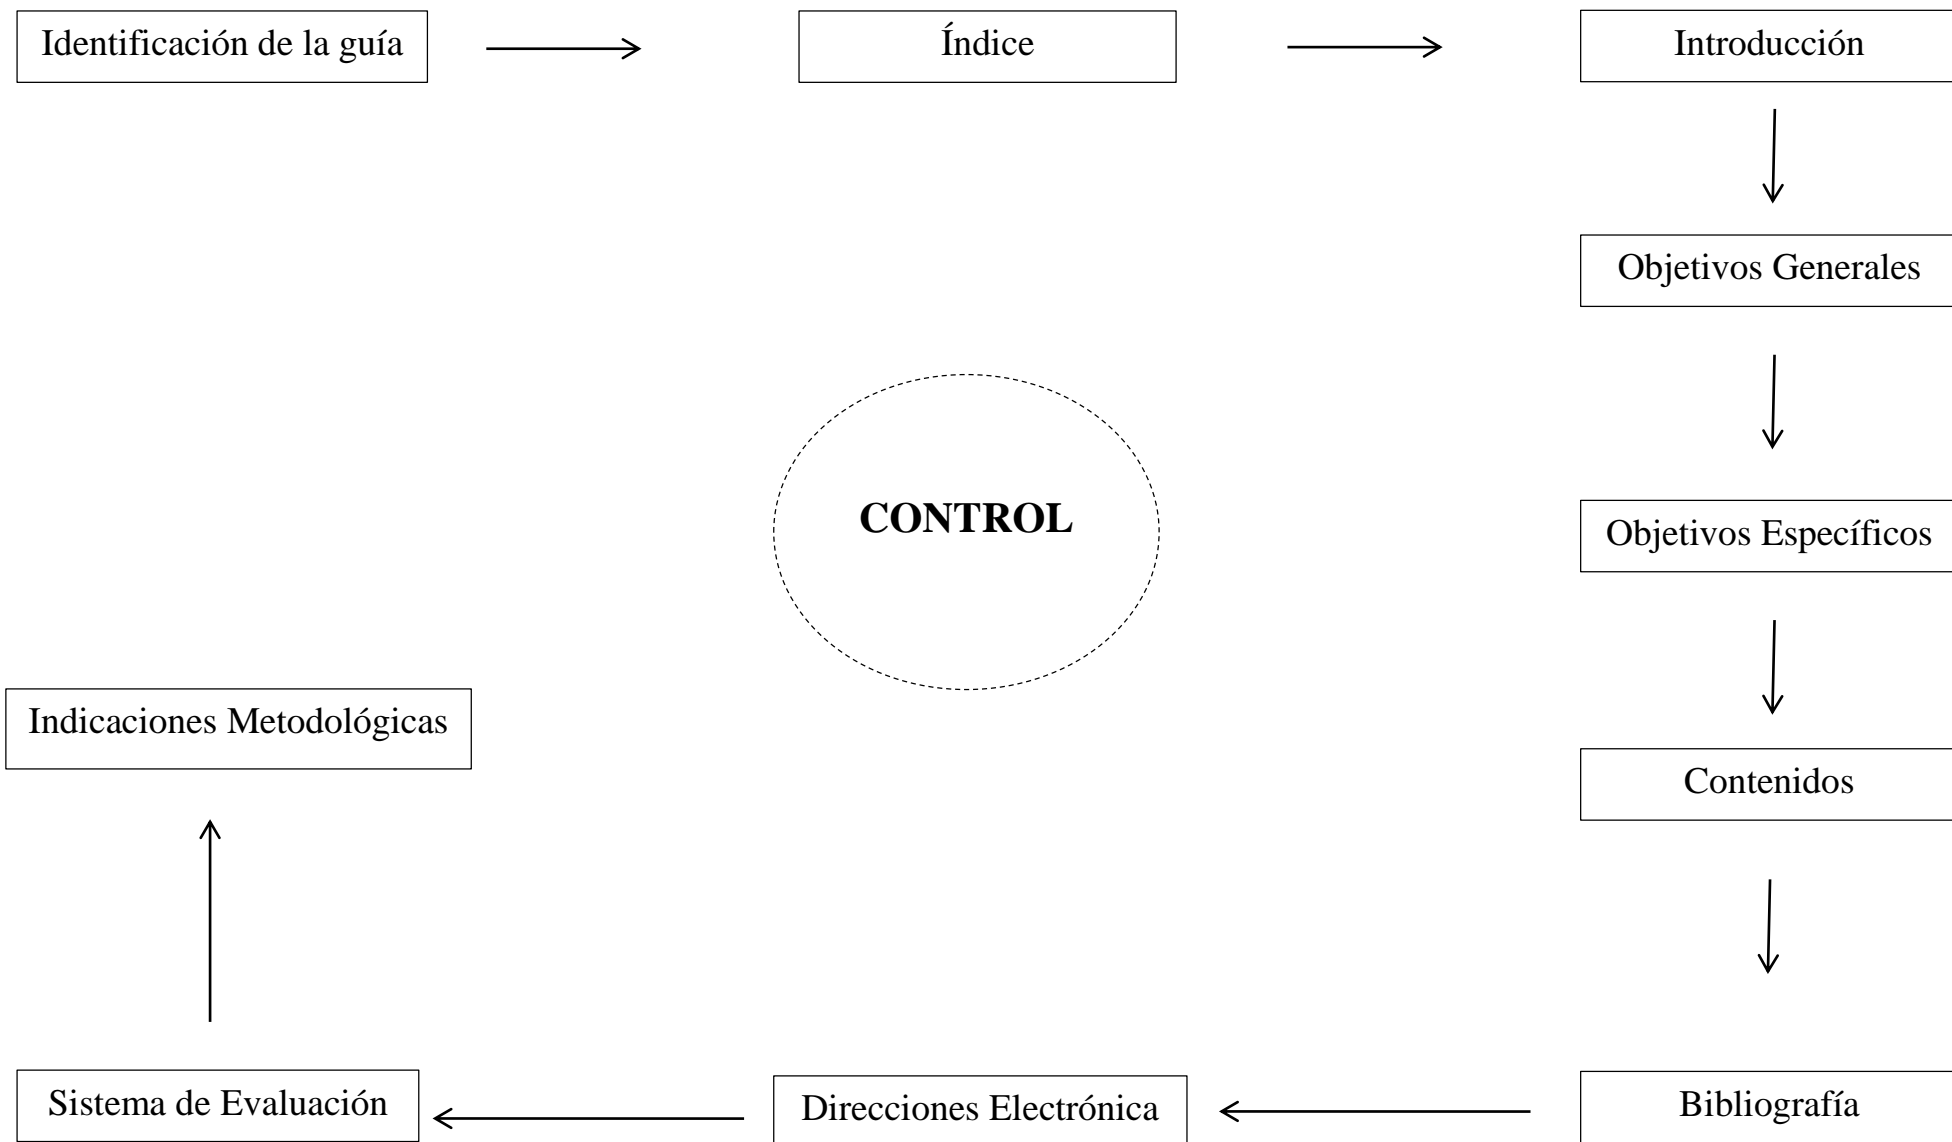 Identificación de la guía
Índice
Introducción
Objetivos Generales
CONTROL
Objetivos Específicos
Indicaciones Metodológicas
Contenidos
Sistema de Evaluación
Direcciones Electrónica
Bibliografía